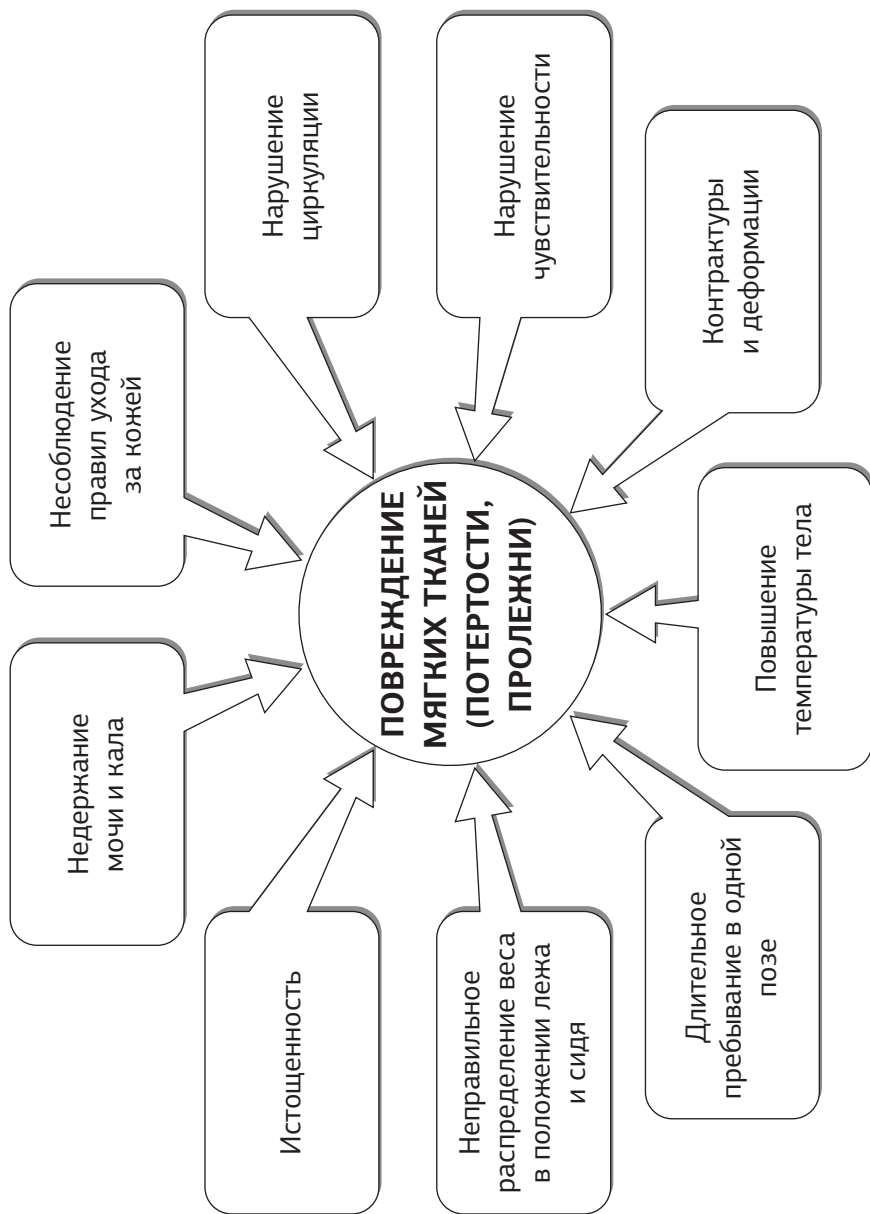 Недержание
мочи и кала
Несоблюдение
правил ухода
за кожей
Истощенность
Нарушение
циркуляции
ПОВРЕЖДЕНИЕ
МЯГКИХ ТКАНЕЙ
(ПОТЕРТОСТИ,
ПРОЛЕЖНИ)
Неправильное
распределение веса
в положении лежа
и сидя
Нарушение
чувствительности
Длительное
пребывание в одной
позе
Повышение
температуры тела
Контрактуры
и деформации